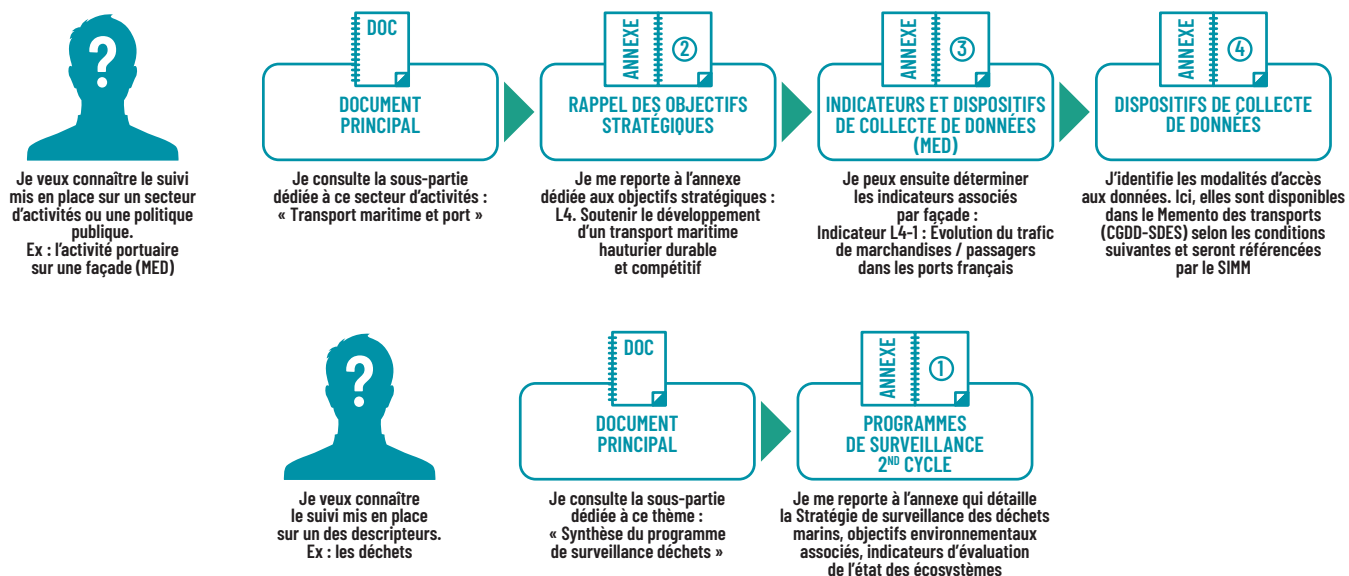 ?
Je veux connaître le suivi
mis en place sur un secteur
d'activités ou une politique
publique.
Ex : l'activité portuaire
sur une façade (MED)
DOC
DOCUMENT
PRINCIPAL
Je consulte la sous-partie
dédiée à ce secteur d'activités :
« Transport maritime et port »
ANNEXE
2
RAPPEL DES OBJECTIFS
STRATÉGIQUES
Je me reporte à l'annexe
dédiée aux objectifs stratégiques :
L4. Soutenir le développement
d'un transport maritime
hauturier durable
et compétitif
ANNEXE
3
INDICATEURS ET DISPOSITIFS
DE COLLECTE DE DONNÉES
(MED)
Je peux ensuite déterminer
les indicateurs associés
par façade :
Indicateur L4-1 : Évolution du trafic
de marchandises / passagers
dans les ports français
ANNEXE
4
DISPOSITIFS DE COLLECTE
DE DONNÉES
J'identifie les modalités d'accès
aux données. Ici, elles sont disponibles
dans le Memento des transports
(CGDD-SDES) selon les conditions
suivantes et seront référencées
par le SIMM
?
Je veux connaître
le suivi mis en place
sur un des descripteurs.
Ex : les déchets
DOC
DOCUMENT
PRINCIPAL
Je consulte la sous-partie
dédiée à ce thème :
« Synthèse du programme
de surveillance déchets »
ANNEXE
1
PROGRAMMES
DE SURVEILLANCE
2ND CYCLE
Je me reporte à l'annexe qui détaille
la Stratégie de surveillance des déchets
marins, objectifs environnementaux
associés, indicateurs d'évaluation
de l'état des écosystèmes